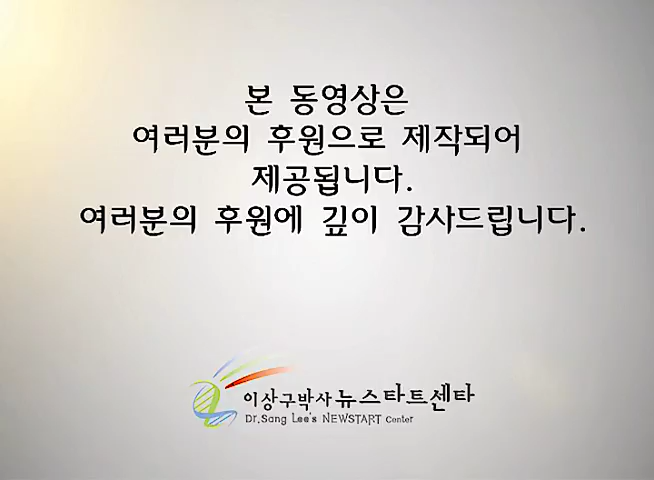 본 동영상은
여러분의 후원으로 제작되어
제공됩니다.
여러분의 후원에 깊이 감사드립니다.
이상구박사 뉴스타트센타
Dr.Sang Lee's NEWSTART Center